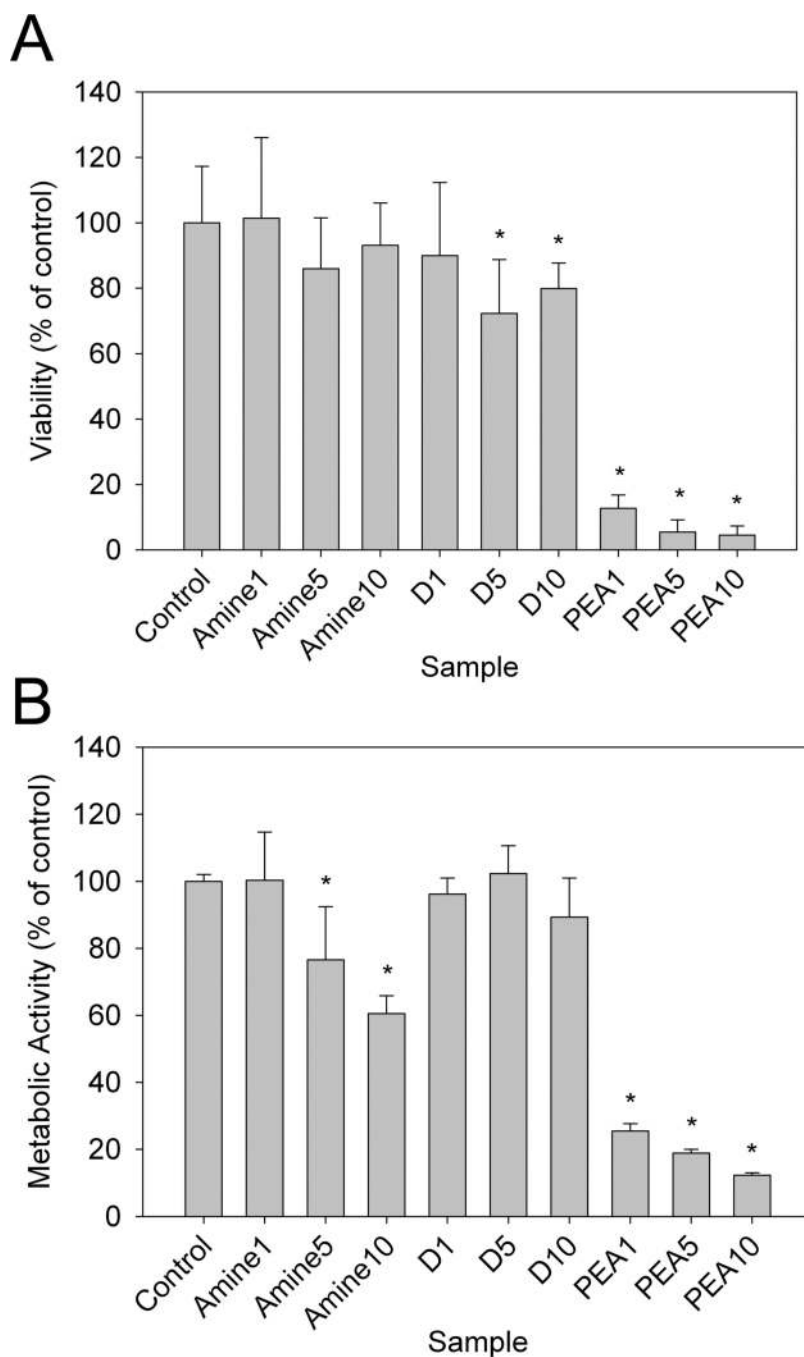 A
140
120
100
80
60
40
20
0
Viability (% of control)
*
*
*
*
*
Control
Amine1
Amine5
Amine10
D1
D5
D10
PEA1
PEA5
PEA10
Sample
B
140
120
100
80
60
40
20
0
Metabolic Activity (% of control)
*
*
*
*
*
Control
Amine1
Amine5
Amine10
D1
D5
D10
PEA1
PEA5
PEA10
Sample